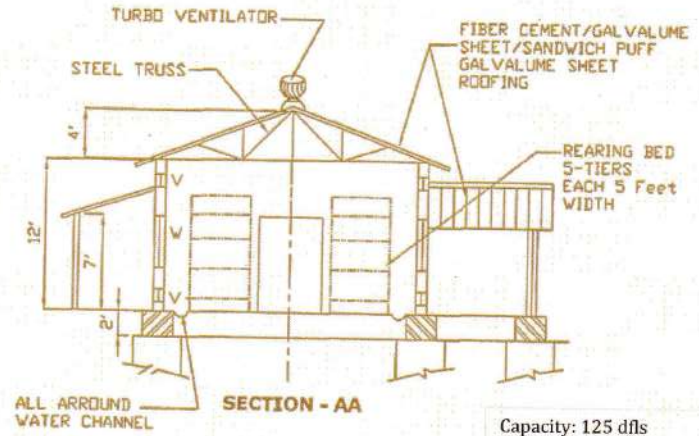 TURBO VENTILATOR
FIBER CEMENT/GALVALUME
SHEET/SANDWICH PUFF
GALVALUME SHEET
ROOFING
STEEL TRUSS
4'
REARING BED
5-TIERS
EACH 5 Feet
WIDTH
V
12'
W
7'
V
2'
ALL ARROUND
WATER CHANNEL
SECTION - AA
Capacity: 125 dfls